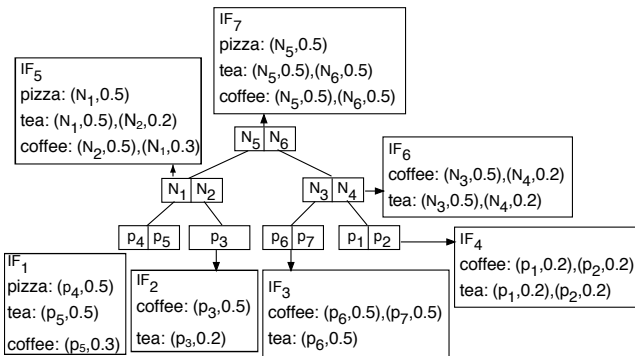 IF7
pizza: (N5,0.5)
tea: (N5,0.5),(N6,0.5)
coffee: (N5,0.5),(N6,0.5)
IF5
pizza: (N1,0.5)
tea: (N1,0.5),(N2,0.2)
coffee: (N2,0.5),(N1,0.3)
N5 N6
IF6
coffee: (N3,0.5),(N4,0.2)
tea: (N3,0.5),(N4,0.2)
N1 N2
N3 N4
p4 p5
p3
p6 p7
p1 p2
IF1
pizza: (p4,0.5)
tea: (p5,0.5)
coffee: (p5,0.3)
IF2
coffee: (p3,0.5)
tea: (p3,0.2)
IF3
coffee: (p6,0.5),(p7,0.5)
tea: (p6,0.5)
IF4
coffee: (p1,0.2),(p2,0.2)
tea: (p1,0.2),(p2,0.2)